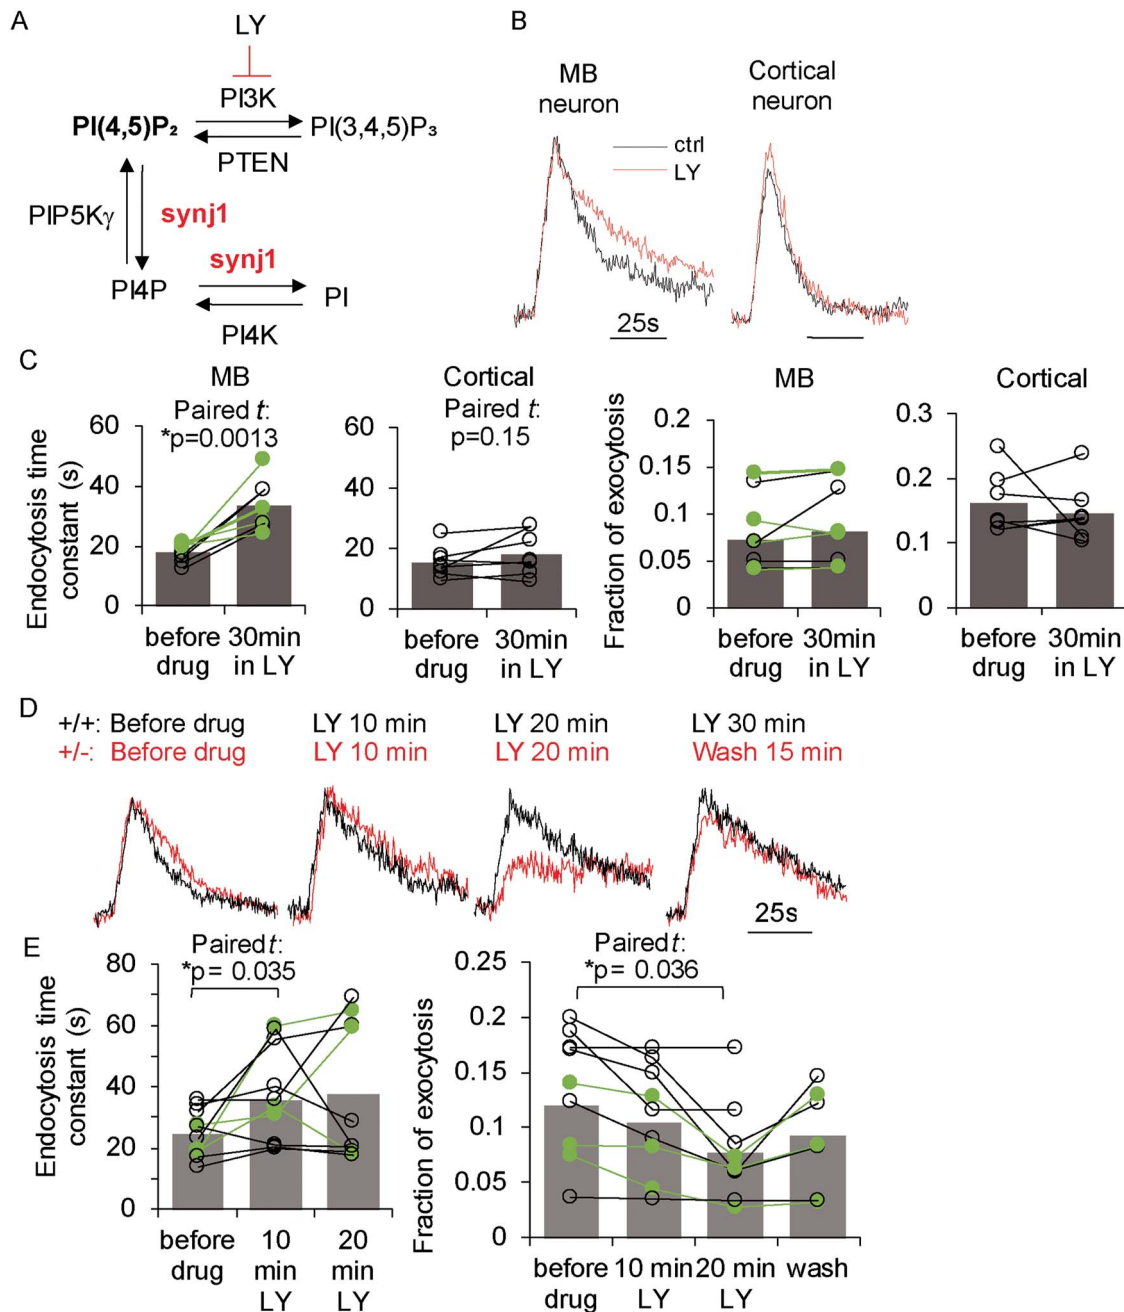 A
LY
PI3K
PI(4,5)P₂
PI(3,4,5)P₃
PTEN
PIP5Kγ
synj1
synj1
PI4P
PI
PI4K
B
MB
neuron
Cortical
neuron
ctrl
LY
25s
C
MB
Paired t:
*p=0.0013
Endocytosis time
constant (s)
60
40
20
0
before
drug
30min
in LY
Cortical
Paired t:
p=0.15
60
40
20
0
before
drug
30min
in LY
MB
Fraction of exocytosis
0.2
0.15
0.1
0.05
0
before
drug
30min
in LY
Cortical
0.3
0.2
0.1
0
before
drug
30min
in LY
D
+/+: Before drug LY 10 min LY 20 min LY 30 min
+/-: Before drug LY 10 min LY 20 min Wash 15 min
25s
E
Paired t:
*p= 0.035
Endocytosis time
constant (s)
80
60
40
20
0
before
drug
10
min
LY
20
min
LY
Paired t:
*p= 0.036
Fraction of exocytosis
0.25
0.2
0.15
0.1
0.05
0
before
drug
10 min
LY
20 min
LY
wash